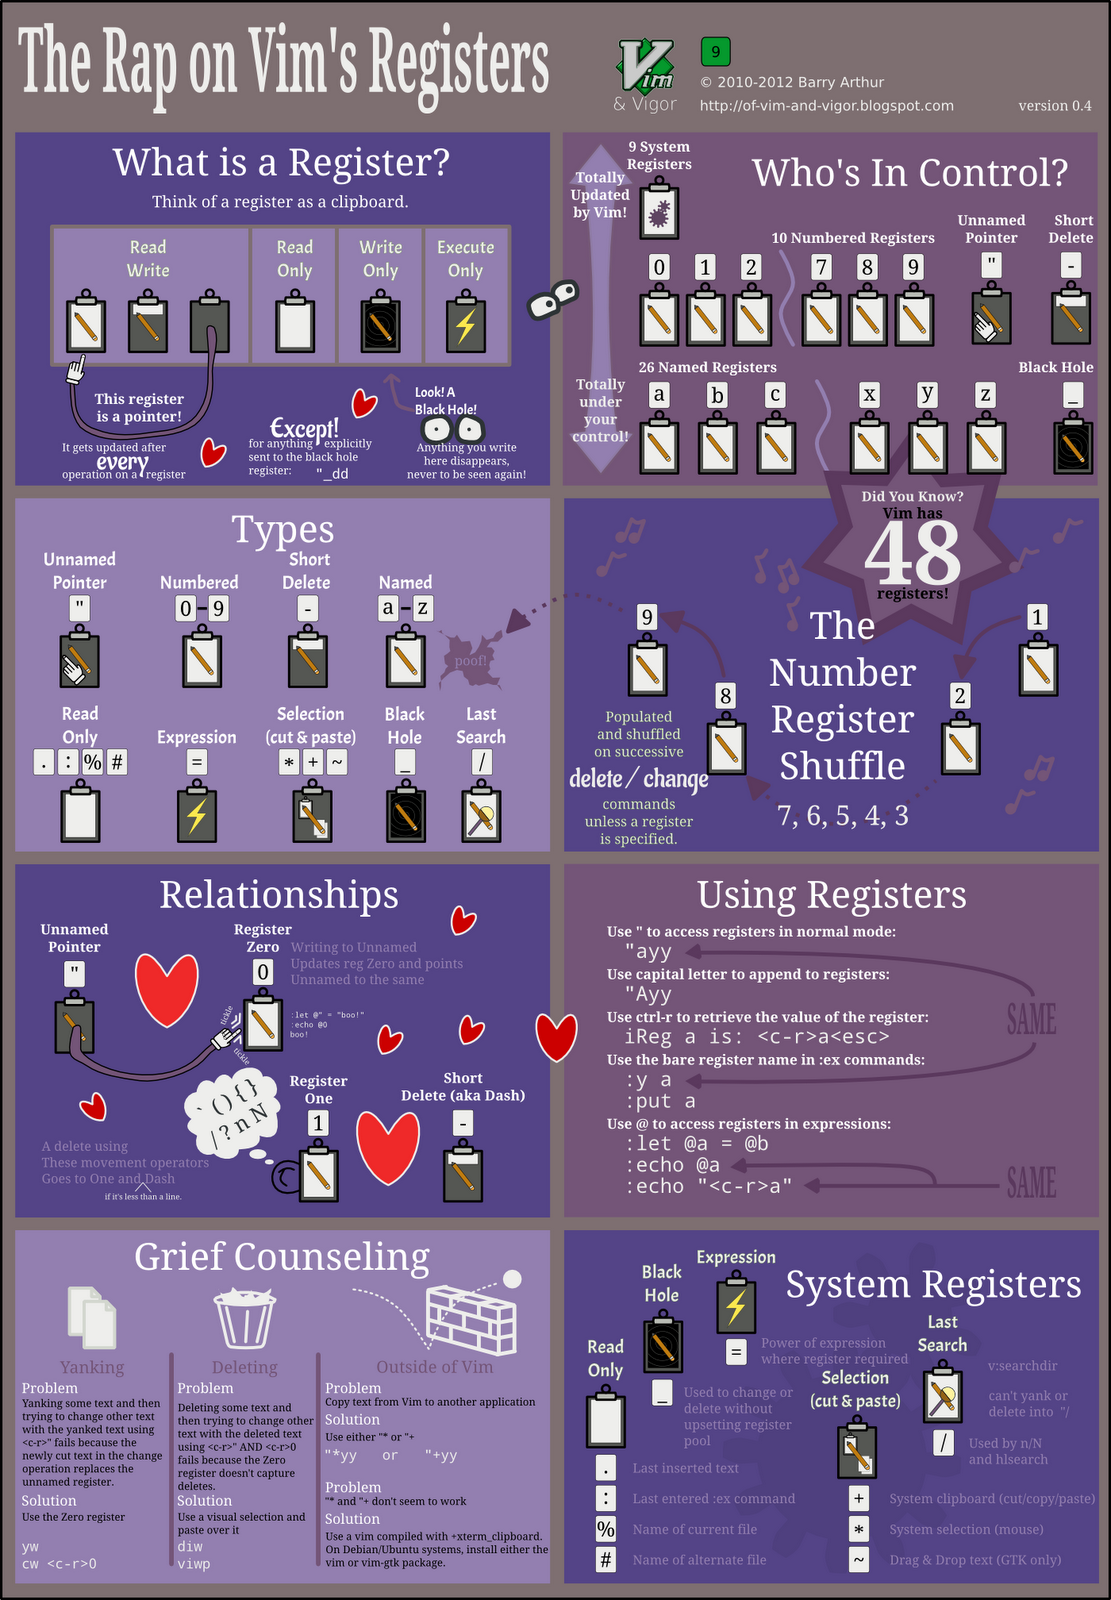 The Rap on Vim's Registers
Vim
& Vigor
9
© 2010-2012 Barry Arthur
http://of-vim-and-vigor.blogspot.com
version 0.4
What is a Register?
Think of a register as a clipboard.
Read
Write
Read
Only
Write
Only
Execute
Only
This register
is a pointer!
It gets updated after
every
operation on a register
Except!
for anything explicitly
sent to the black hole
register: "_dd
Look! A
Black Hole!
Anything you write
here disappears,
never to be seen again!
Who's In Control?
Totally
Updated
by Vim!
Totally
under
your
control!
9 System
Registers
10 Numbered Registers
0 1 2 7 8 9
Unnamed
Pointer
"
Short
Delete
-
26 Named Registers
a b c x y z
Black Hole
_
Types
Unnamed
Pointer
"
Numbered
0-9
Short
Delete
-
Named
a-z
poof!
Read
Only
. : % #
Expression
=
Selection
(cut & paste)
* + ~
Black
Hole
_
Last
Search
/
Did You Know?
Vim has
48
registers!
The
Number
Register
Shuffle
7, 6, 5, 4, 3
9
8
2
1
Populated
and shuffled
on successive
delete / change
commands
unless a register
is specified.
Relationships
Unnamed
Pointer
"
Register
Zero
0
Writing to Unnamed
Updates reg Zero and points
Unnamed to the same
:let @" = "boo!"
:echo @0
boo!
tickle
tickle
` ( ) { }
/ ? n N
Register
One
1
Short
Delete (aka Dash)
-
A delete using
These movement operators
Goes to One and Dash
if it's less than a line.
Using Registers
Use " to access registers in normal mode:
"ayy
Use capital letter to append to registers:
"Ayy
Use ctrl-r to retrieve the value of the register:
iReg a is: <c-r>a<esc>
Use the bare register name in :ex commands:
:y a
:put a
Use @ to access registers in expressions:
:let @a = @b
:echo @a
:echo "<c-r>a"
SAME
SAME
Grief Counseling
Yanking
Problem
Yanking some text and then
trying to change other text
with the yanked text using
<c-r>" fails because the
newly cut text in the change
operation replaces the
unnamed register.
Solution
Use the Zero register
yw
cw <c-r>0
Deleting
Problem
Deleting some text and
then trying to change other
text with the deleted text
using <c-r>" AND <c-r>0
fails because the Zero
register doesn't capture
deletes.
Solution
Use a visual selection and
paste over it
diw
viwp
Outside of Vim
Problem
Copy text from Vim to another application
Solution
Use either "* or "+
"*yy or "+yy
Problem
"* and "+ don't seem to work
Solution
Use a vim compiled with +xterm_clipboard.
On Debian/Ubuntu systems, install either the
vim or vim-gtk package.
System Registers
Expression
=
Power of expression
where register required
Black
Hole
_
Used to change or
delete without
upsetting register
pool
Read
Only
. Last inserted text
: Last entered :ex command
% Name of current file
# Name of alternate file
Last
Search
/
v:searchdir
can't yank or
delete into "/
Used by n/N
and hlsearch
Selection
(cut & paste)
+ System clipboard (cut/copy/paste)
* System selection (mouse)
~ Drag & Drop text (GTK only)